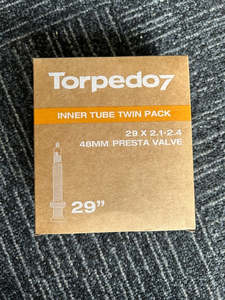 Torpedo7
INNER TUBE TWIN PACK
29 X 2.1-2.4
48MM PRESTA VALVE
29"